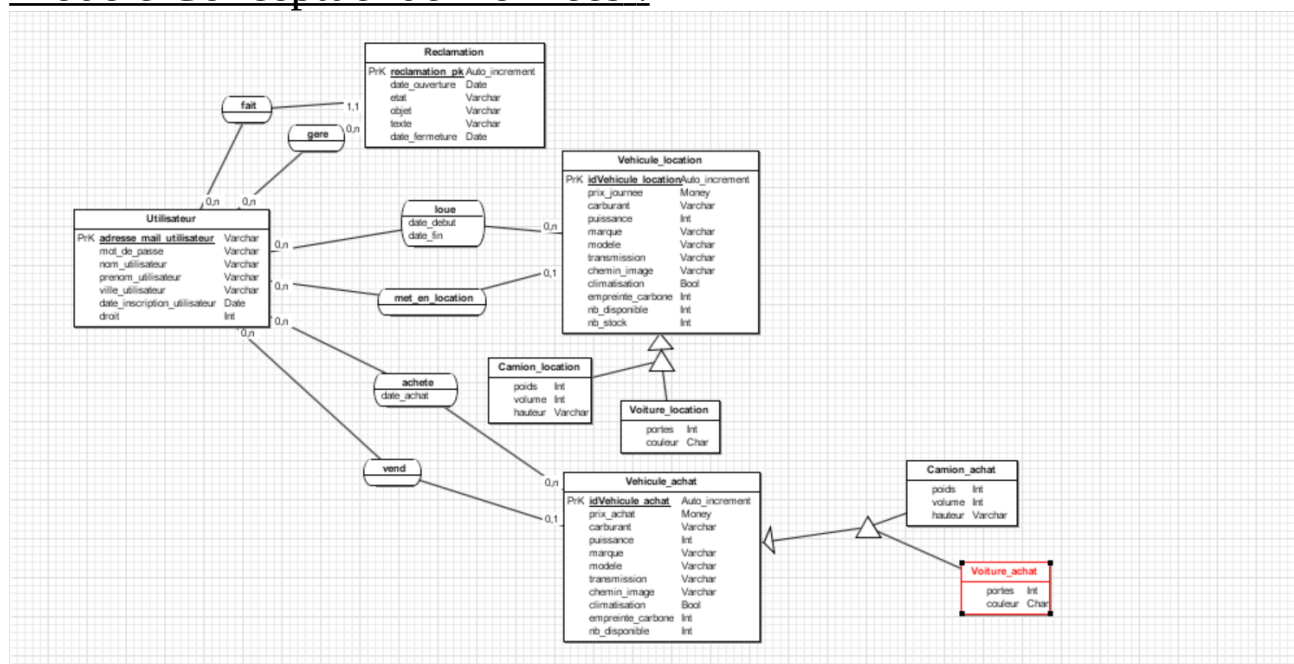 Reclamation
PrK reclamation_pk Auto_increment
date_ouverture Date
etat Varchar
objet Varchar
texte Varchar
date_fermeture Date
fait
1,1
gere
0,n
0,n 0,n
Vehicule_location
PrK idVehicule_location Auto_increment
prix_journee Money
carburant Varchar
puissance Int
marque Varchar
modele Varchar
transmission Varchar
chemin_image Varchar
climatisation Bool
empreinte_carbone Int
nb_disponible Int
nb_stock Int
Utilisateur
PrK adresse_mail_utilisateur Varchar
mot_de_passe Varchar
nom_utilisateur Varchar
prenom_utilisateur Varchar
ville_utilisateur Varchar
date_inscription_utilisateur Date
droit Int
loue
date_debut
date_fin
0,n
0,n
met_en_location
0,n
0,1
0,n
0,n
achete
date_achat
Camion_location
poids Int
volume Int
hauteur Varchar
Voiture_location
portes Int
couleur Char
vend
0,n
0,1
Vehicule_achat
PrK idVehicule_achat Auto_increment
prix_achat Money
carburant Varchar
puissance Int
marque Varchar
modele Varchar
transmission Varchar
chemin_image Varchar
climatisation Bool
empreinte_carbone Int
nb_disponible Int
Camion_achat
poids Int
volume Int
hauteur Varchar
Voiture_achat
portes Int
couleur Char